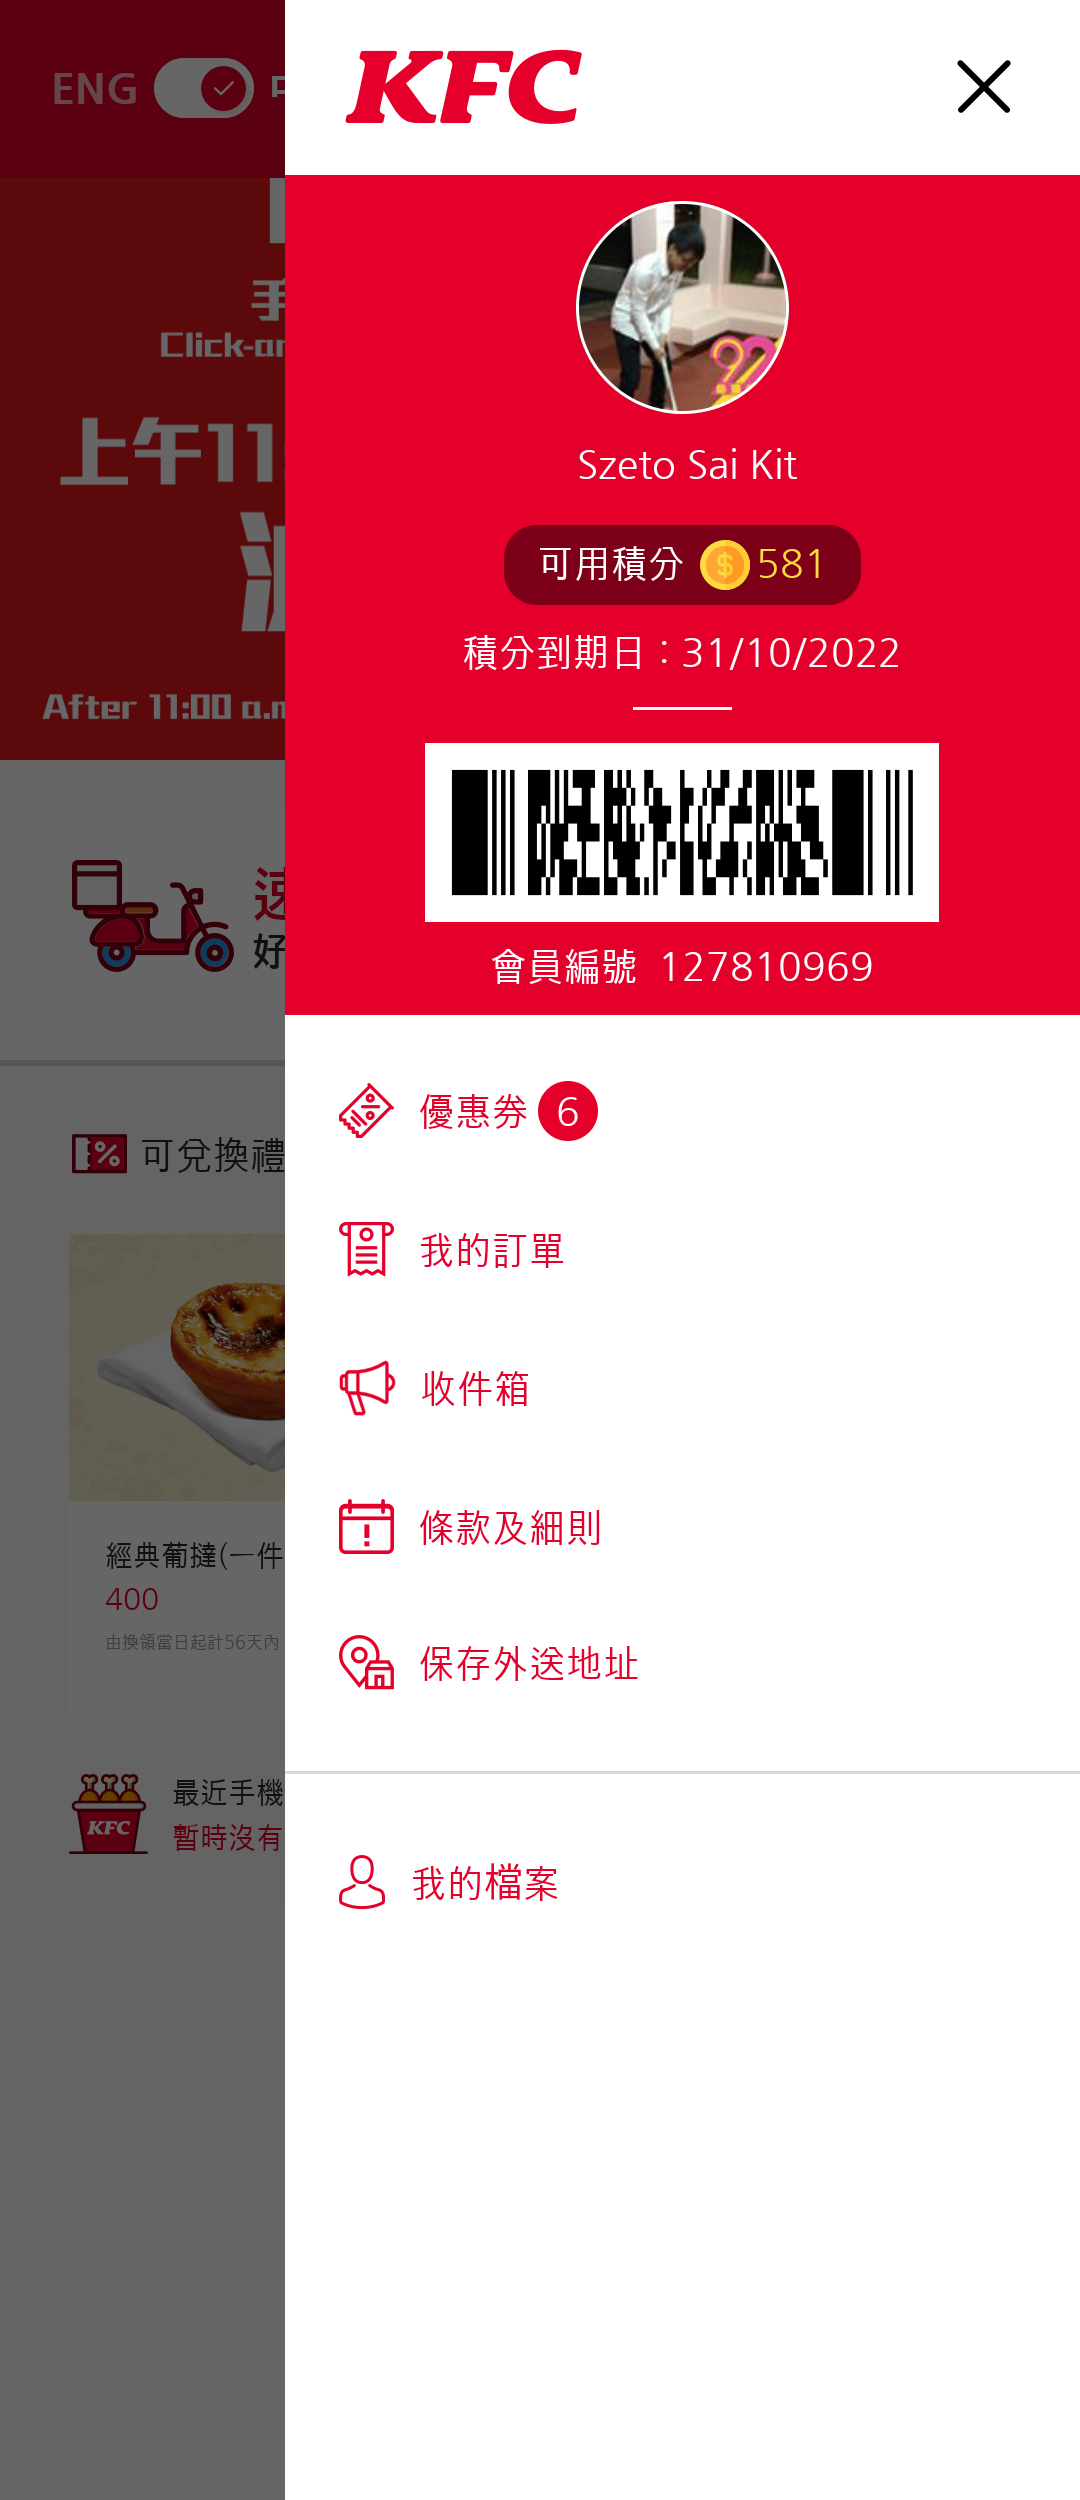 ENG
KFC
Click-an
上午11
After 11:00 a.m
Szeto Sai Kit
可用積分 581
積分到期日：31/10/2022
會員編號 127810969
好
優惠券 6
可兌換禮
我的訂單
收件箱
經典葡撻(一件
400
由換領當日起計56天內
條款及細則
保存外送地址
最近手機
暫時沒有
KFC
我的檔案